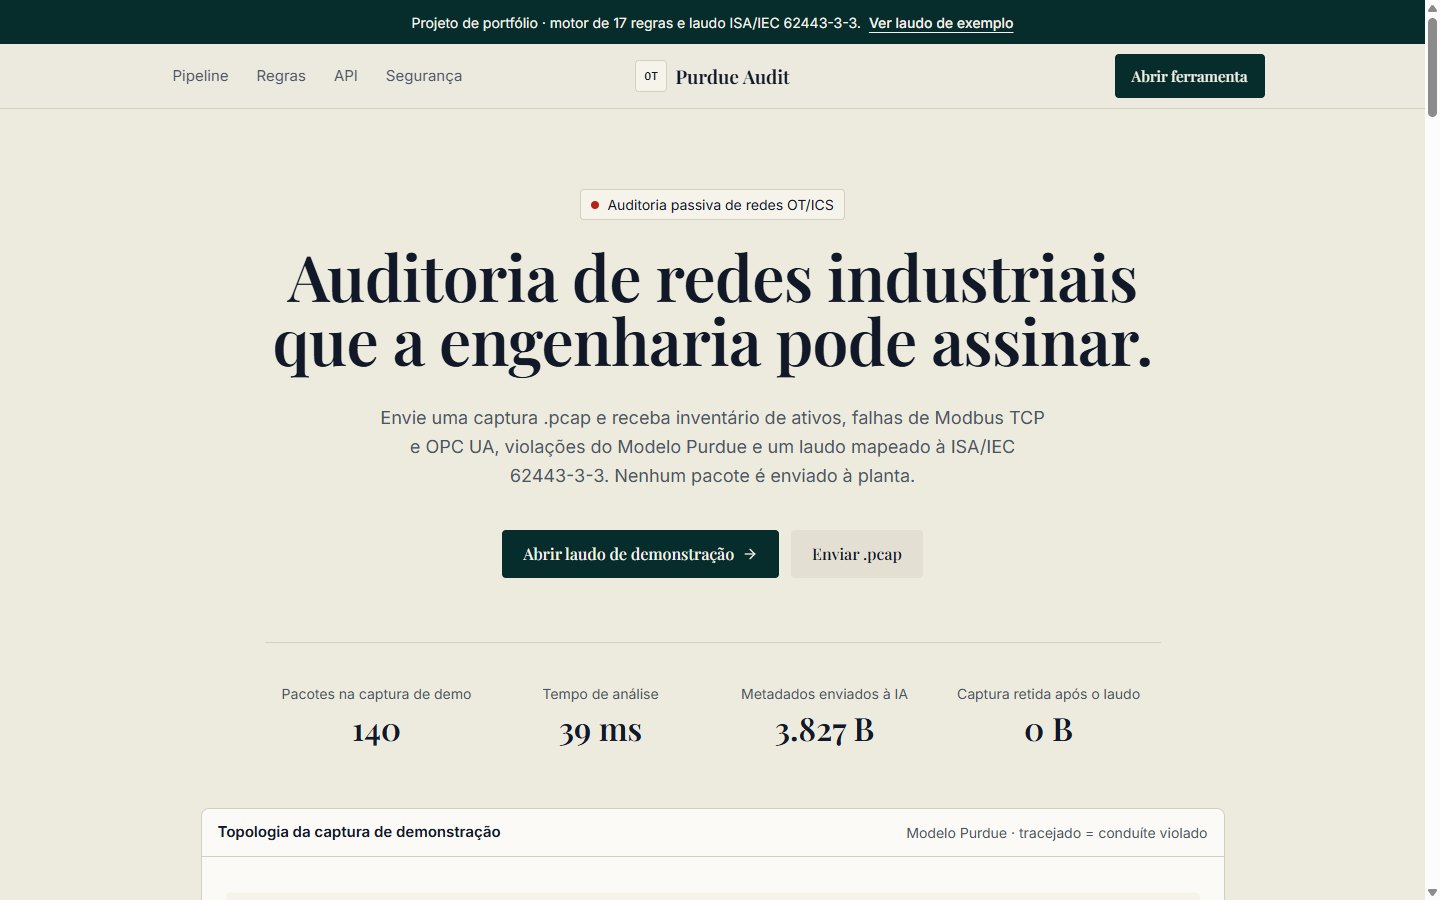 Projeto de portfólio · motor de 17 regras e laudo ISA/IEC 62443-3-3. Ver laudo de exemplo
Pipeline Regras API Segurança
OT Purdue Audit
Abrir ferramenta
Auditoria passiva de redes OT/ICS
Auditoria de redes industriais
que a engenharia pode assinar.
Envie uma captura .pcap e receba inventário de ativos, falhas de Modbus TCP
e OPC UA, violações do Modelo Purdue e um laudo mapeado à ISA/IEC
62443-3-3. Nenhum pacote é enviado à planta.
Abrir laudo de demonstração →
Enviar .pcap
Pacotes na captura de demo
140
Tempo de análise
39 ms
Metadados enviados à IA
3.827 B
Captura retida após o laudo
0 B
Topologia da captura de demonstração
Modelo Purdue · tracejado = conduíte violado